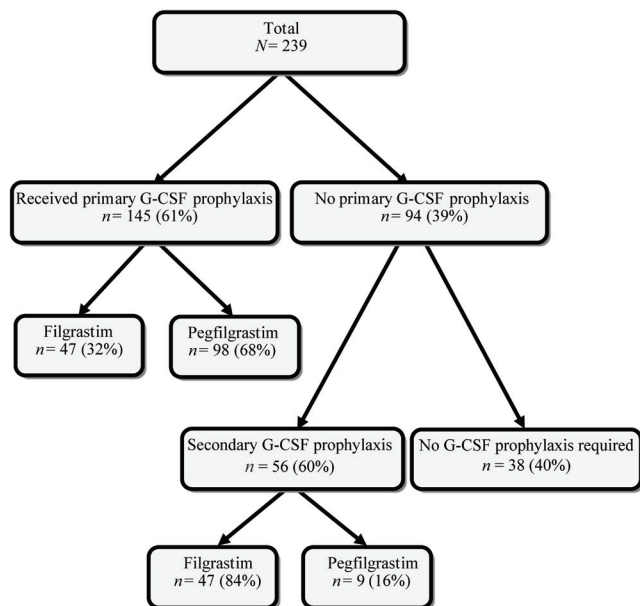 Total
N= 239
Received primary G-CSF prophylaxis
n= 145 (61%)
No primary G-CSF prophylaxis
n= 94 (39%)
Filgrastim
n= 47 (32%)
Pegfilgrastim
n= 98 (68%)
Secondary G-CSF prophylaxis
n = 56 (60%)
No G-CSF prophylaxis required
n = 38 (40%)
Filgrastim
n= 47 (84%)
Pegfilgrastim
n= 9 (16%)